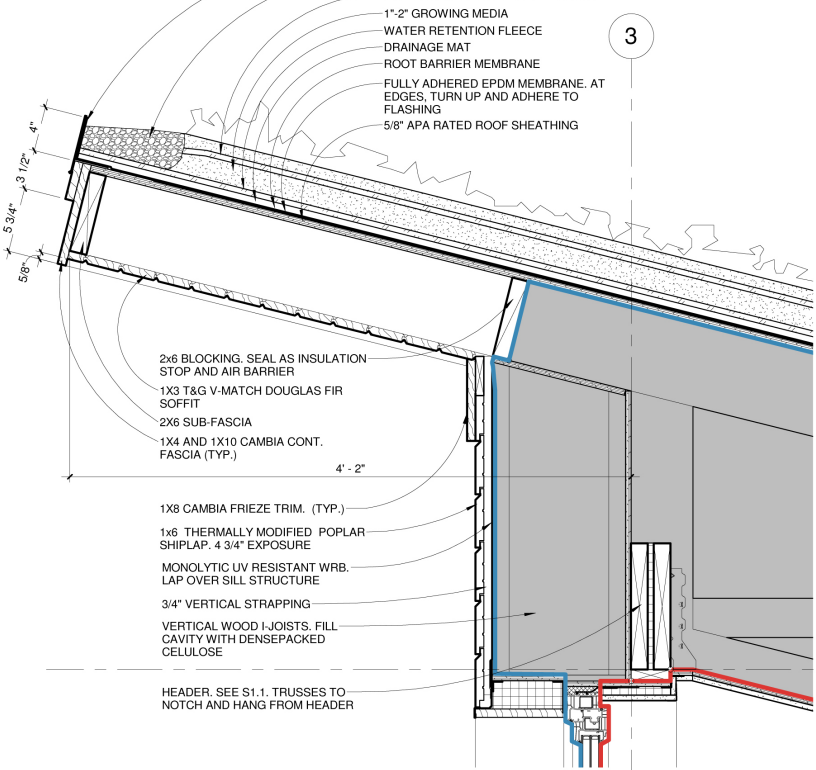 1"-2" GROWING MEDIA
WATER RETENTION FLEECE
DRAINAGE MAT
ROOT BARRIER MEMBRANE
FULLY ADHERED EPDM MEMBRANE. AT
EDGES, TURN UP AND ADHERE TO
FLASHING
5/8" APA RATED ROOF SHEATHING
3
4"
3 1/2"
5 3/4"
5/8"
2x6 BLOCKING. SEAL AS INSULATION
STOP AND AIR BARRIER
1X3 T&G V-MATCH DOUGLAS FIR
SOFFIT
2X6 SUB-FASCIA
1X4 AND 1X10 CAMBIA CONT.
FASCIA (TYP.)
4' - 2"
1X8 CAMBIA FRIEZE TRIM. (TYP.)
1x6 THERMALLY MODIFIED POPLAR
SHIPLAP. 4 3/4" EXPOSURE
MONOLYTIC UV RESISTANT WRB.
LAP OVER SILL STRUCTURE
3/4" VERTICAL STRAPPING
VERTICAL WOOD I-JOISTS. FILL
CAVITY WITH DENSEPACKED
CELULOSE
HEADER. SEE S1.1. TRUSSES TO
NOTCH AND HANG FROM HEADER